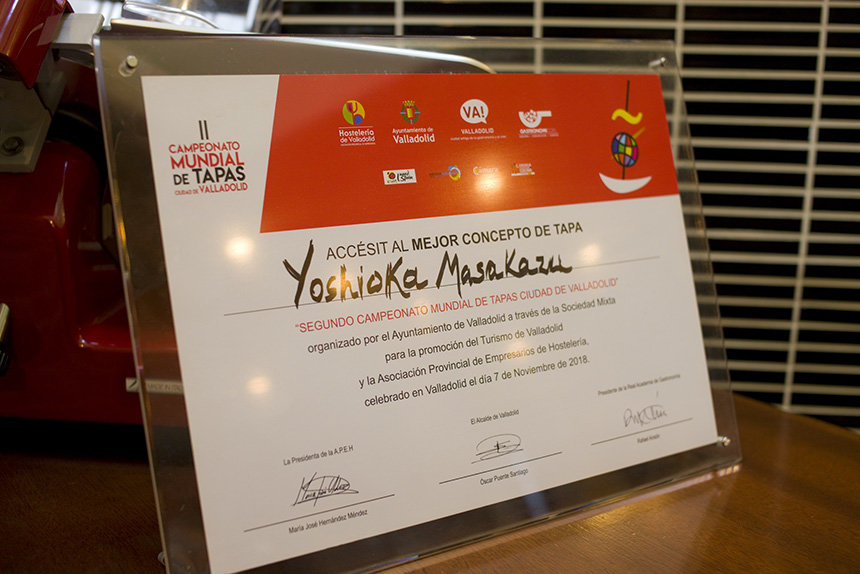 II
CAMPEONATO
MUNDIAL
DE TAPAS
CIUDAD DE VALLADOLID
Hostelería
de Valladolid
Ayuntamiento de
Valladolid
VA!
VALLADOLID
GASTRONOMÍA
Cámara
ACCÉSIT AL MEJOR CONCEPTO DE TAPA
Yoshioka Masakazu
"SEGUNDO CAMPEONATO MUNDIAL DE TAPAS CIUDAD DE VALLADOLID"
organizado por el Ayuntamiento de Valladolid a través de la Sociedad Mixta
para la promoción del Turismo de Valladolid
y la Asociación Provincial de Empresarios de Hostelería,
celebrado en Valladolid el día 7 de Noviembre de 2018.
La Presidenta de la A.P.E.H
El Alcalde de Valladolid
Presidente de la Real Academia de Gastronomía
María José Hernández Méndez
Óscar Puente Santiago
Rafael Ansón
MADE IN